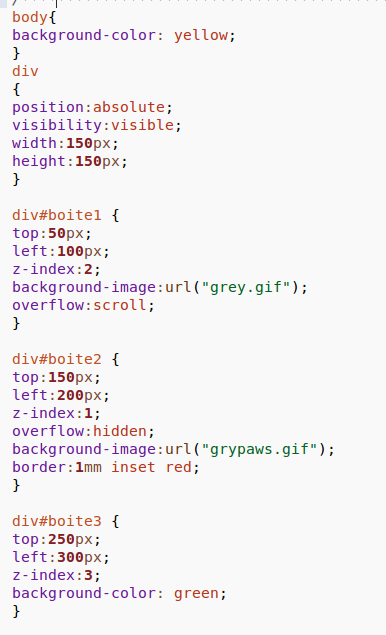 body{
background-color: yellow;
}
div
{
position:absolute;
visibility:visible;
width:150px;
height:150px;
}
div#boite1 {
top:50px;
left:100px;
z-index:2;
background-image:url("grey.gif");
overflow:scroll;
}
div#boite2 {
top:150px;
left:200px;
z-index:1;
overflow:hidden;
background-image:url("grypaws.gif");
border:1mm inset red;
}
div#boite3 {
top:250px;
left:300px;
z-index:3;
background-color: green;
}